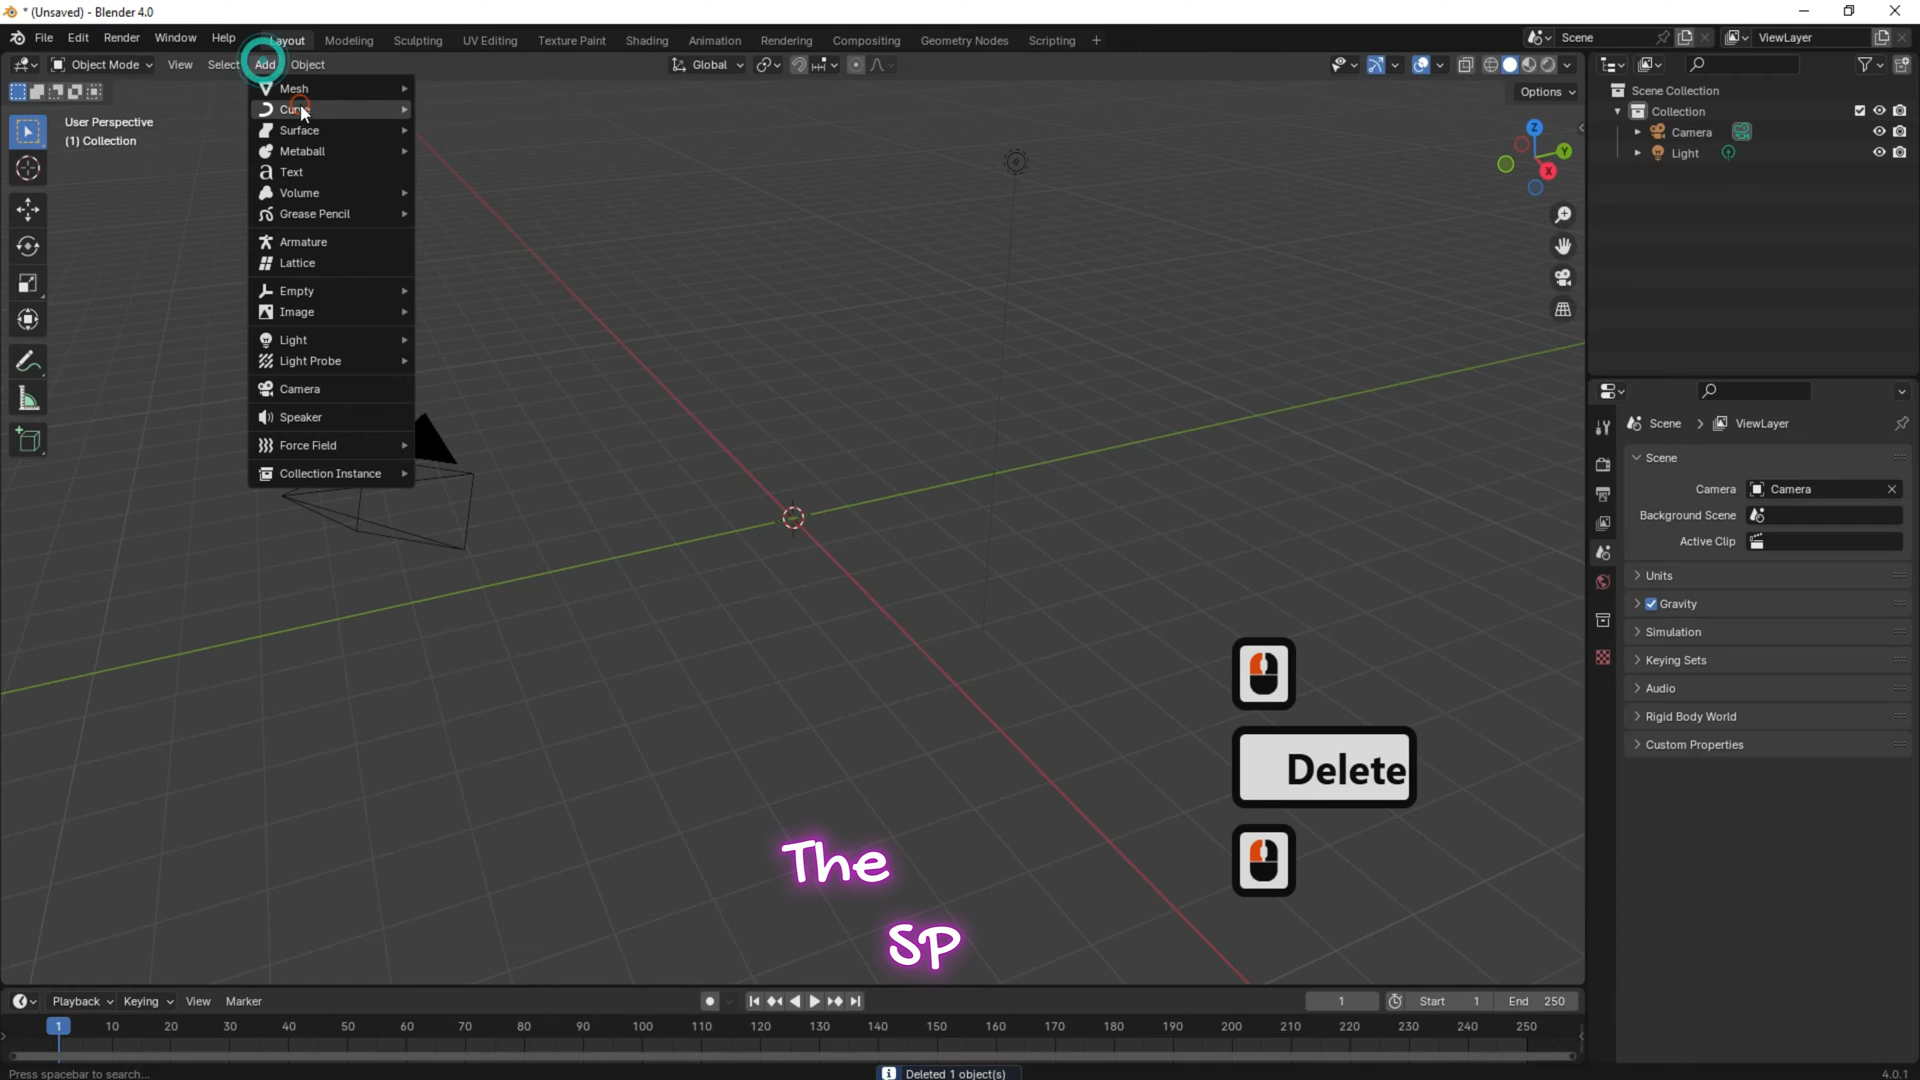 * (Unsaved) - Blender 4.0
File Edit Render Window Help Layout Modeling Sculpting UV Editing Texture Paint Shading Animation Rendering Compositing Geometry Nodes Scripting + Scene ViewLayer
Object Mode View Select Add Object Global
Options
User Perspective
(1) Collection
Mesh
Curve
Surface
Metaball
Text
Volume
Grease Pencil
Armature
Lattice
Empty
Image
Light
Light Probe
Camera
Speaker
Force Field
Collection Instance
Z
Y
X
Scene Collection
Collection
Camera
Light
Scene > ViewLayer
Scene
Camera Camera
Background Scene
Active Clip
Units
Gravity
Simulation
Keying Sets
Audio
Rigid Body World
Custom Properties
Delete
The
Sp
Playback Keying View Marker 1 Start 1 End 250
1 10 20 30 40 50 60 70 80 90 100 110 120 130 140 150 160 170 180 190 200 210 220 230 240 250
Press spacebar to search... Deleted 1 object(s) 4.0.1